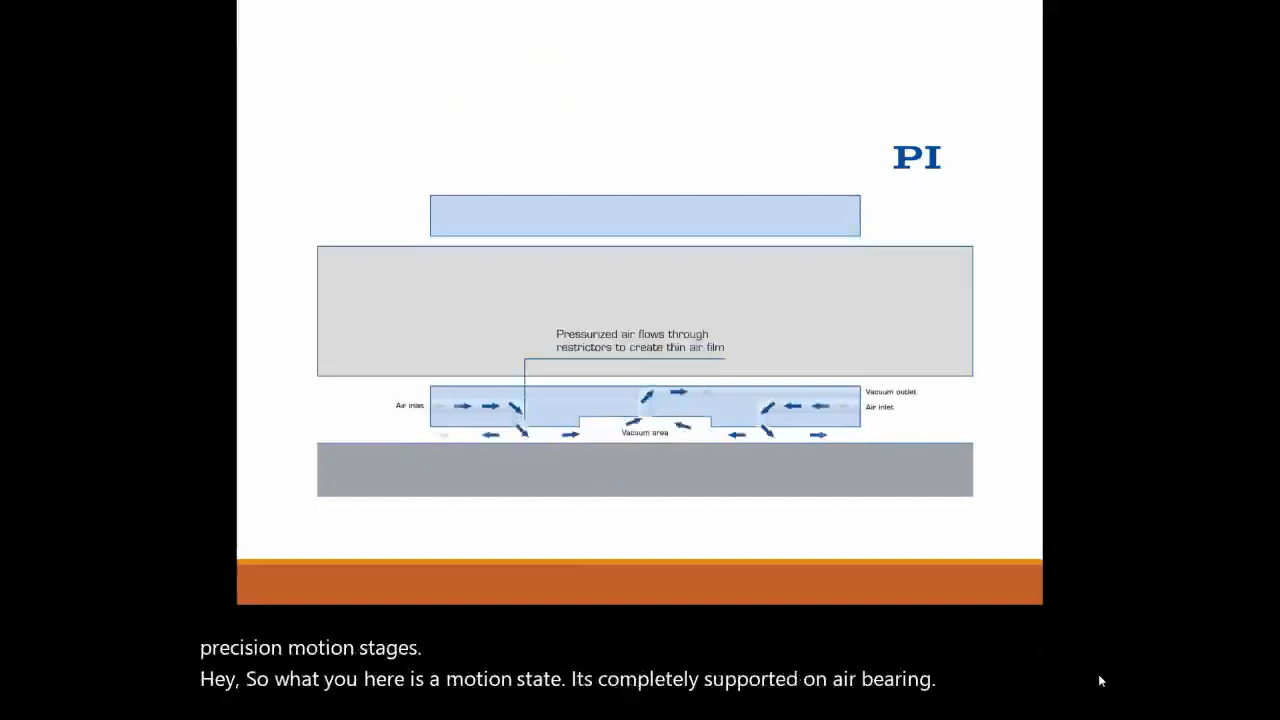 PI
Pressurized air flows through
restrictors to create thin air film
Vacuum outlet
Air inlet
Air inlet
Vacuum area
precision motion stages.
Hey, So what you here is a motion state. Its completely supported on air bearing.